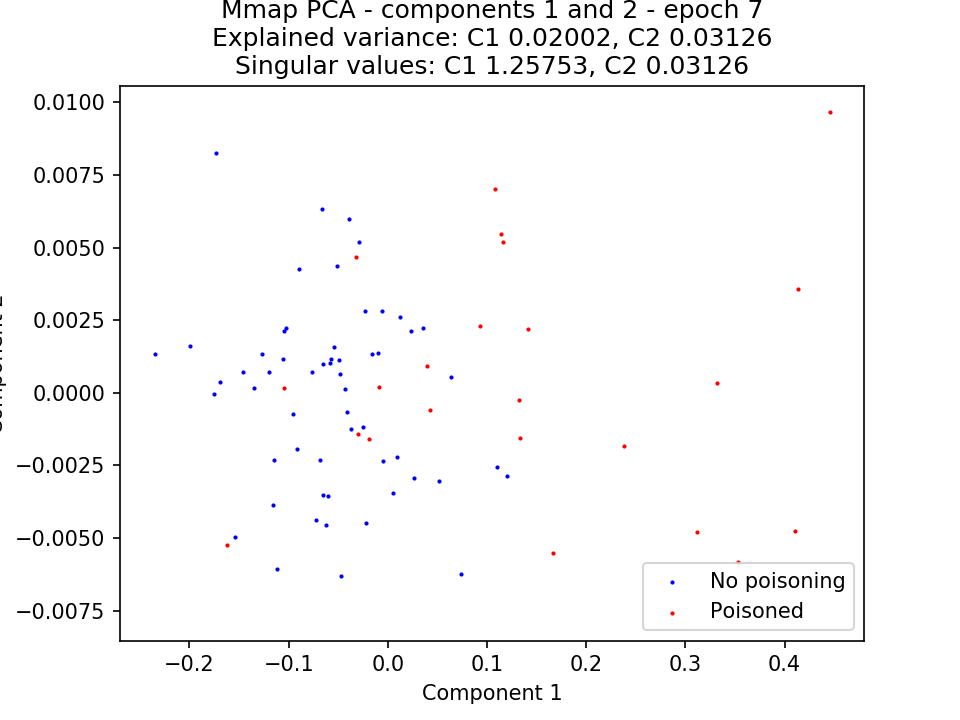 Mmap PCA - components 1 and 2 - epoch 7
Explained variance: C1 0.02002, C2 0.03126
Singular values: C1 1.25753, C2 0.03126
0.0100
0.0075
0.0050
0.0025
0.0000
−0.0025
−0.0050
−0.0075
−0.2 −0.1 0.0 0.1 0.2 0.3 0.4
Component 1
No poisoning
Poisoned